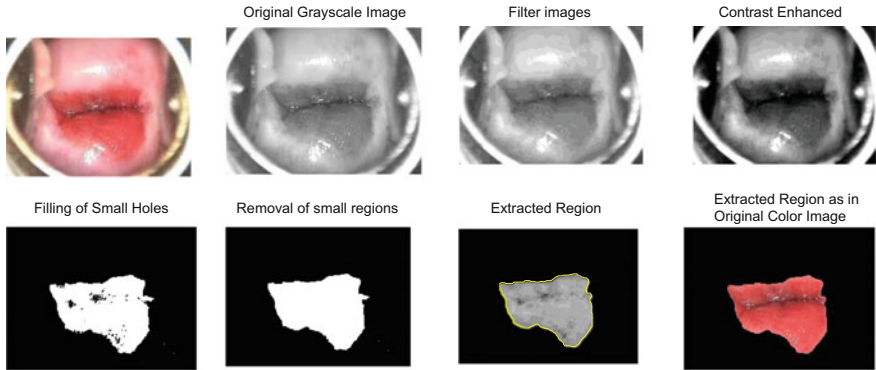 Original Grayscale Image
Filter images
Contrast Enhanced
Filling of Small Holes
Removal of small regions
Extracted Region
Extracted Region as in
Original Color Image